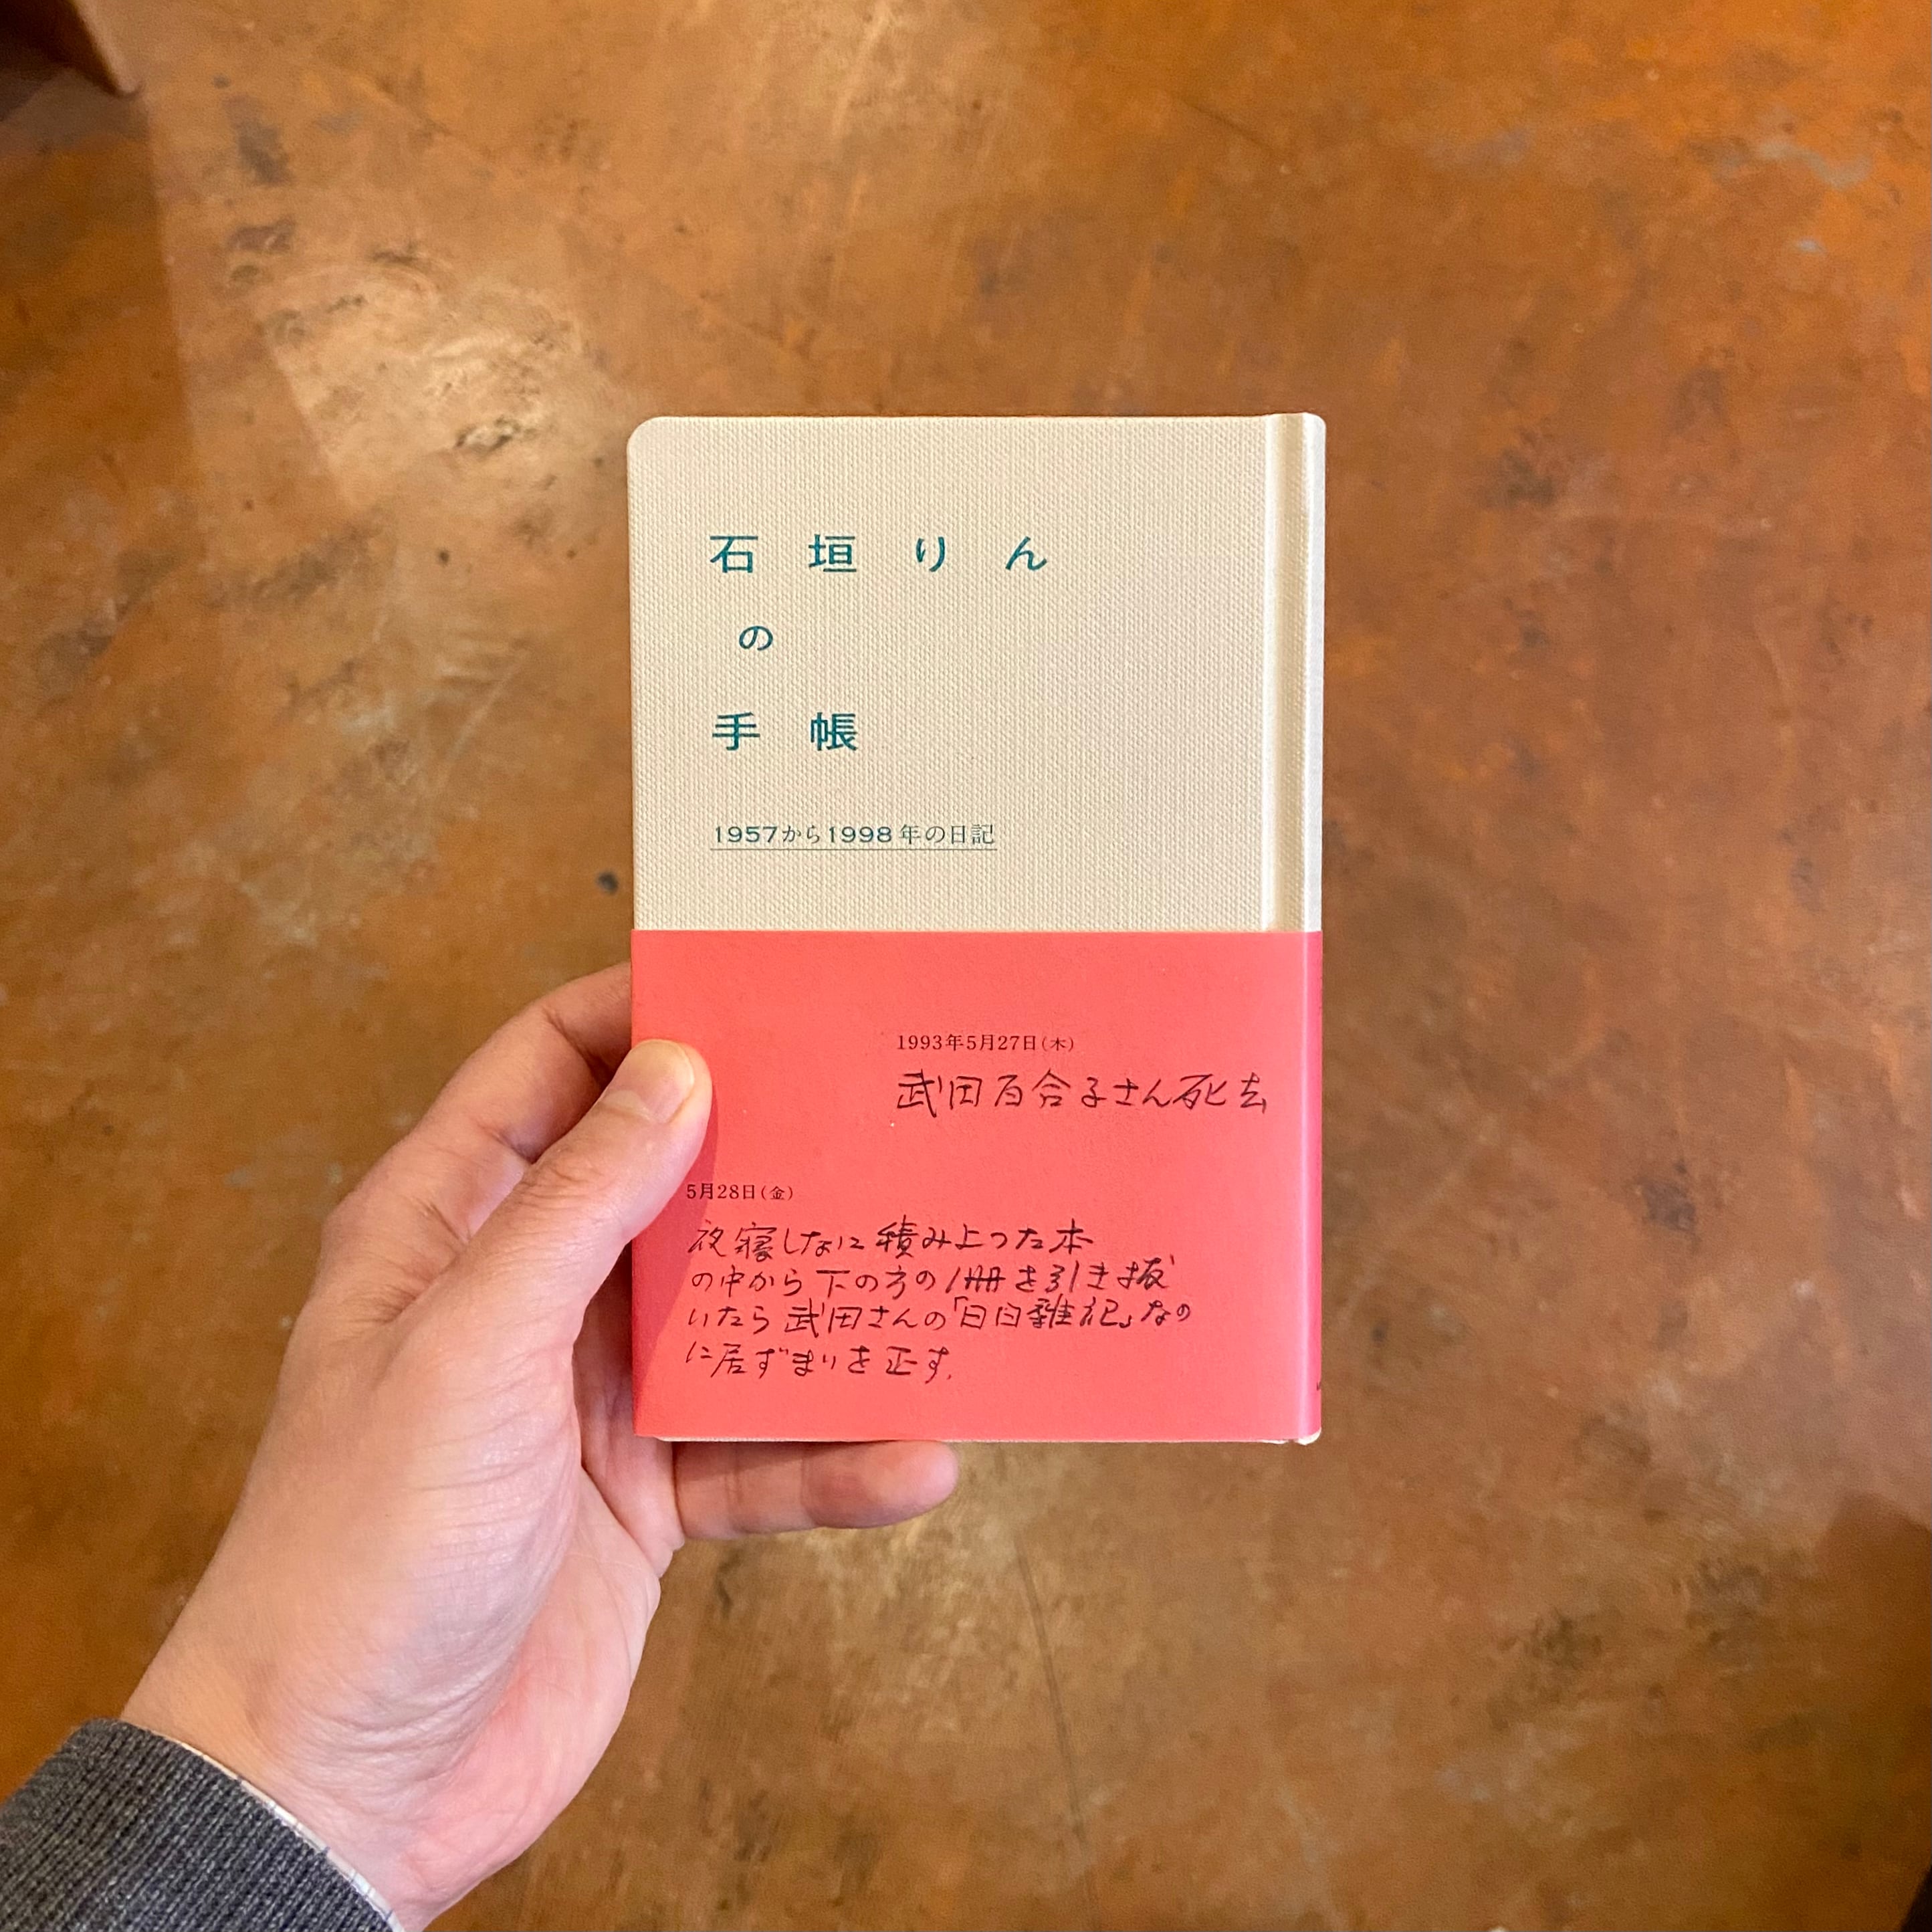 石垣りん
の
手帳
1957から1998年の日記
1993年5月27日（木）
武田百合子さん死去
5月28日（金）
夜寝しなに積み上った本
の中から下の方の1冊を引き抜
いたら武田さんの「日日雑記」なの
に居ずまいを正す。